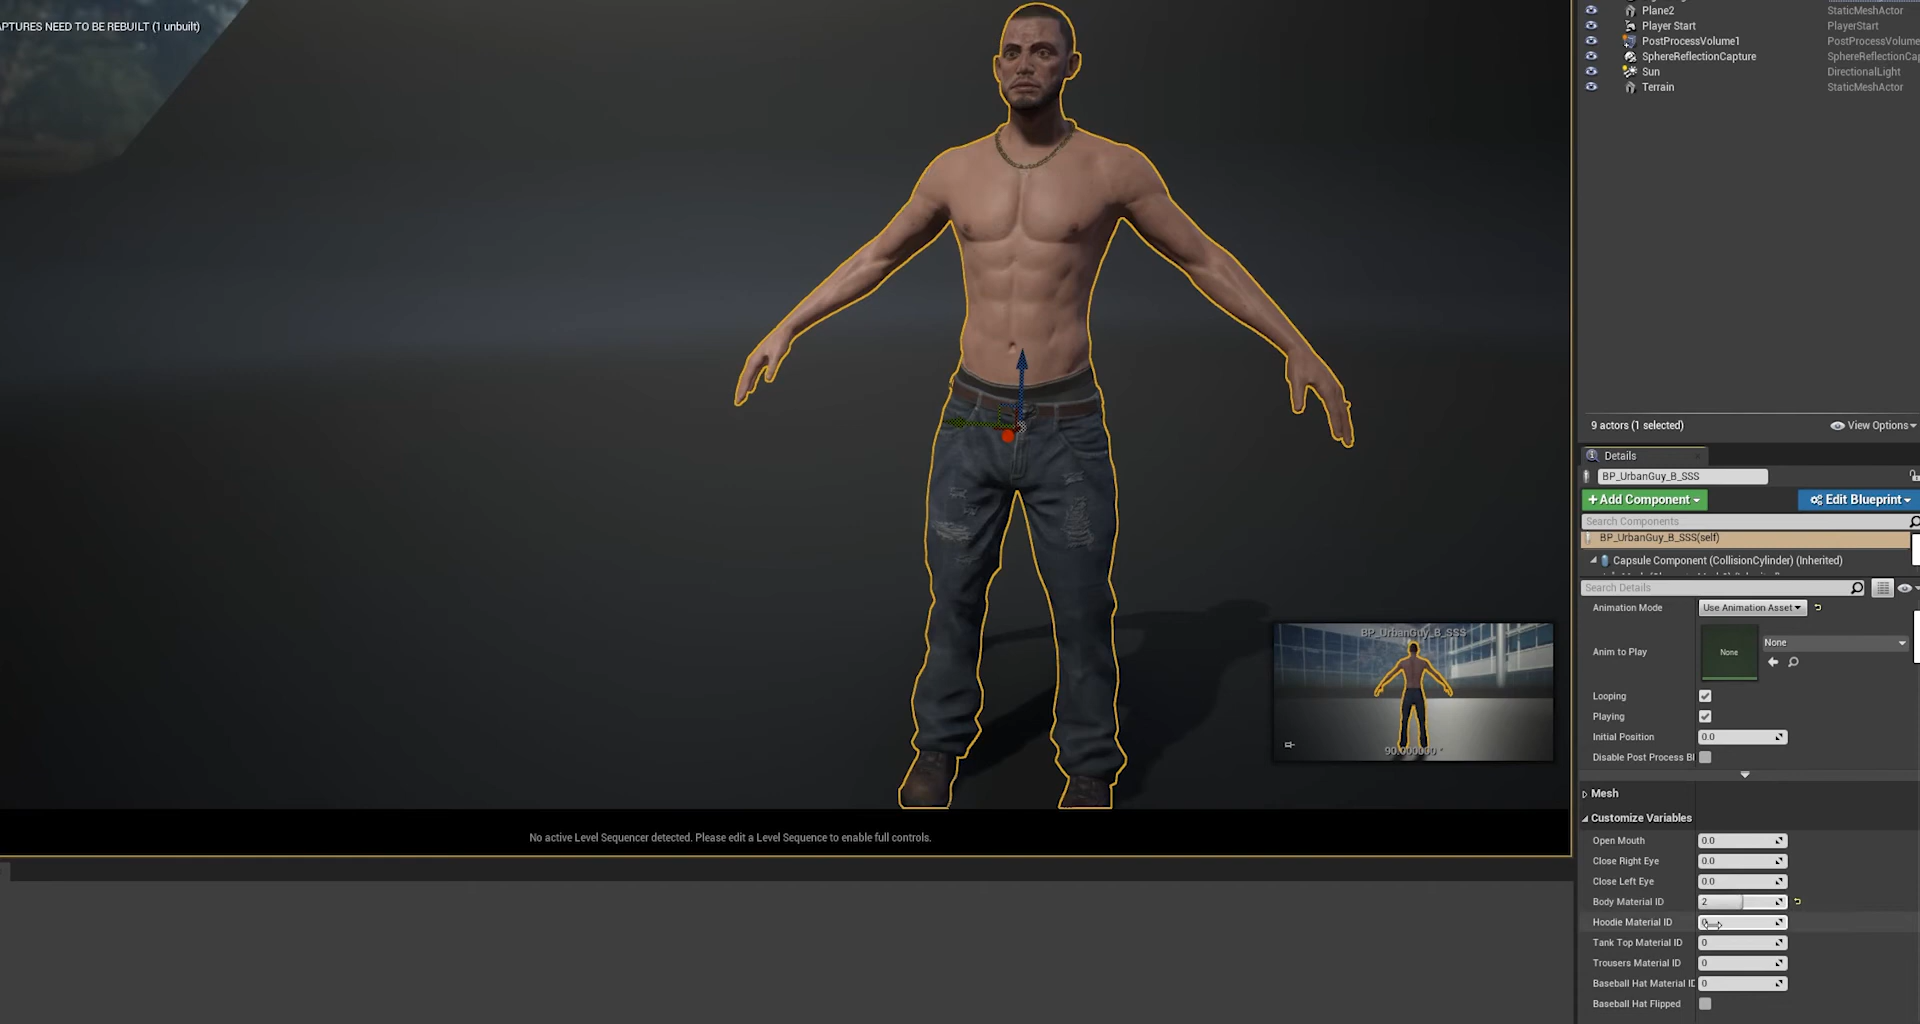 APTURES NEED TO BE REBUILT (1 unbuilt)
Plane2 StaticMeshActor
Player Start PlayerStart
PostProcessVolume1 PostProcessVolume
SphereReflectionCapture SphereReflectionCap
Sun DirectionalLight
Terrain StaticMeshActor
9 actors (1 selected) View Options
Details
BP_UrbanGuy_B_SSS
+Add Component Edit Blueprint
Search Components
BP_UrbanGuy_B_SSS(self)
Capsule Component (CollisionCylinder) (Inherited)
Search Details
Animation Mode Use Animation Asset
Anim to Play None None
Looping
Playing
Initial Position 0.0
Disable Post Process Bl
Mesh
Customize Variables
Open Mouth 0.0
Close Right Eye 0.0
Close Left Eye 0.0
Body Material ID 2
Hoodie Material ID
Tank Top Material ID 0
Trousers Material ID 0
Baseball Hat Material ID 0
Baseball Hat Flipped
BP_UrbanGuy_B_SSS
90.000000 °
No active Level Sequencer detected. Please edit a Level Sequence to enable full controls.